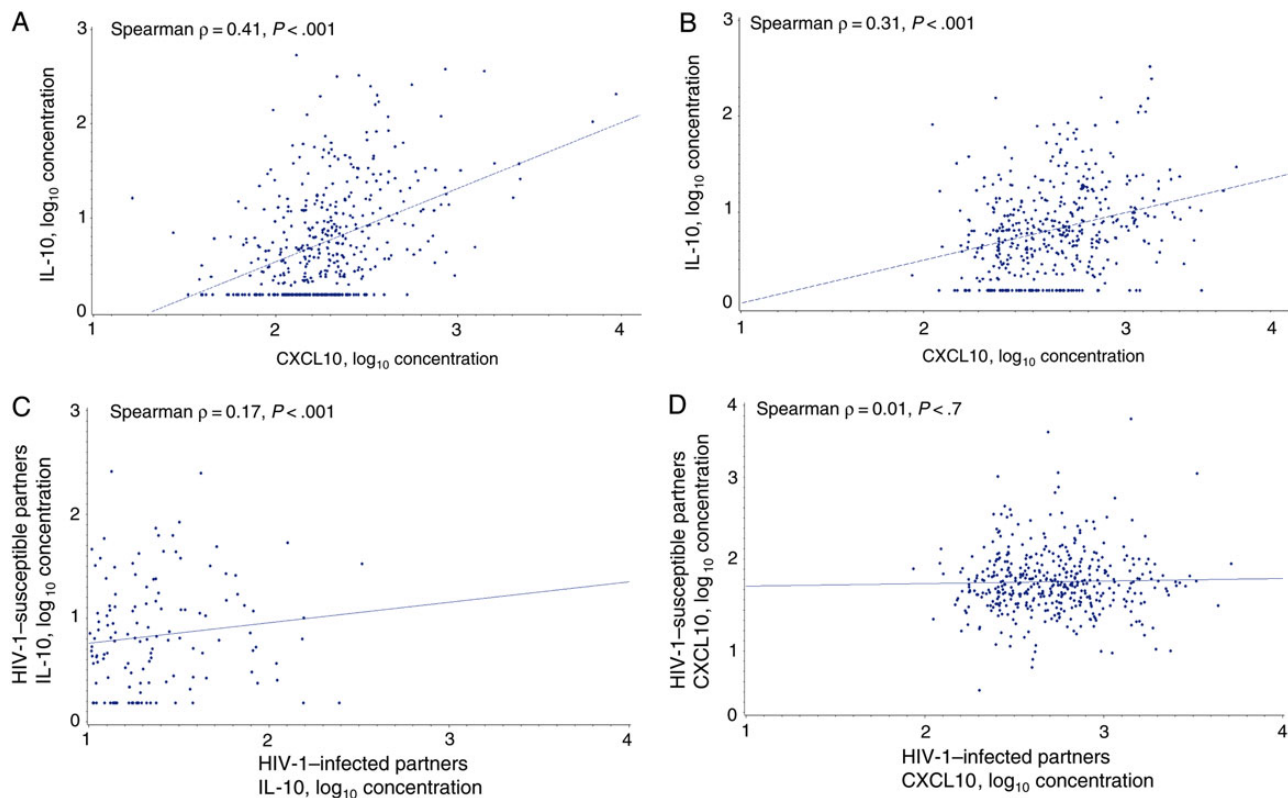 A
Spearman ρ = 0.41, P < .001
3
2
1
0
IL-10, log10 concentration
1
2
3
4
CXCL10, log10 concentration
B
Spearman ρ = 0.31, P < .001
3
2
1
0
IL-10, log10 concentration
1
2
3
4
CXCL10, log10 concentration
C
Spearman ρ = 0.17, P < .001
3
2
1
0
HIV-1–susceptible partners
IL-10, log10 concentration
1
2
3
4
HIV-1–infected partners
IL-10, log10 concentration
D
Spearman ρ = 0.01, P < .7
4
3
2
1
0
HIV-1–susceptible partners
CXCL10, log10 concentration
1
2
3
4
HIV-1–infected partners
CXCL10, log10 concentration